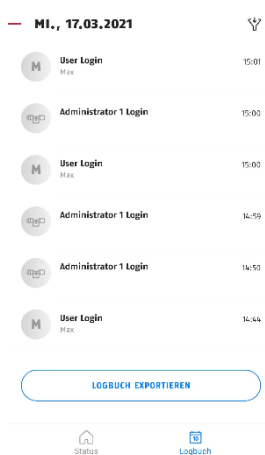 MI., 17.03.2021
M
User Login
15:01
Max
Administrator 1 Login
15:00
M
User Login
15:00
Max
Administrator 1 Login
14:59
Administrator 1 Login
14:50
M
User Login
14:44
Max
LOGBUCH EXPORTIEREN
10
Status
Logbuch